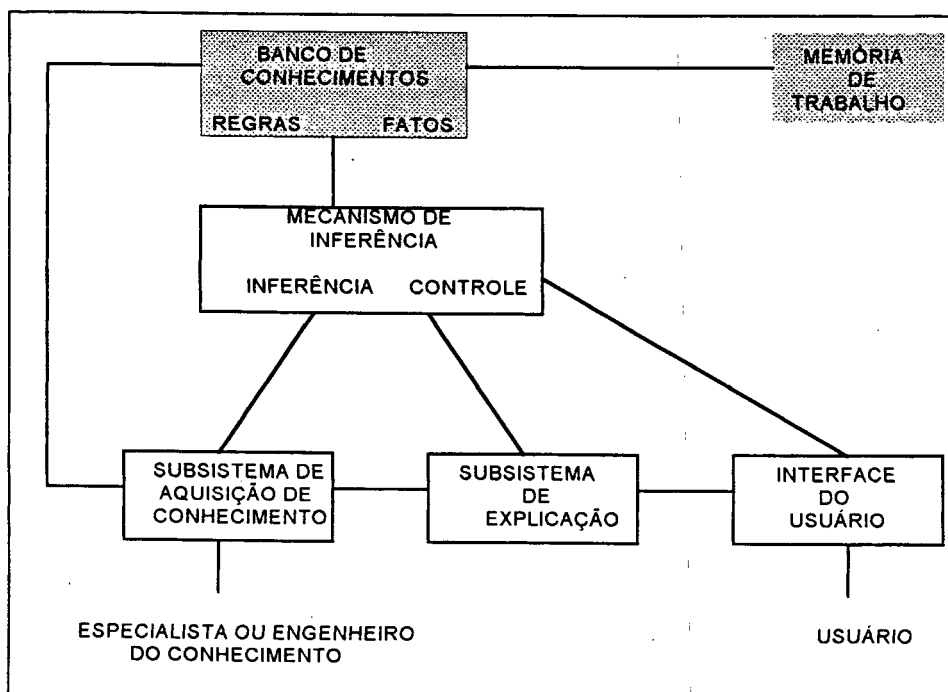 BANCO DE
CONHECIMENTOS
REGRAS FATOS
MEMÓRIA
DE
TRABALHO
MECANISMO DE
INFERÊNCIA
INFERÊNCIA CONTROLE
SUBSISTEMA DE
AQUISIÇÃO DE
CONHECIMENTO
SUBSISTEMA
DE
EXPLICAÇÃO
INTERFACE
DO
USUÁRIO
ESPECIALISTA OU ENGENHEIRO
DO CONHECIMENTO
USUÁRIO